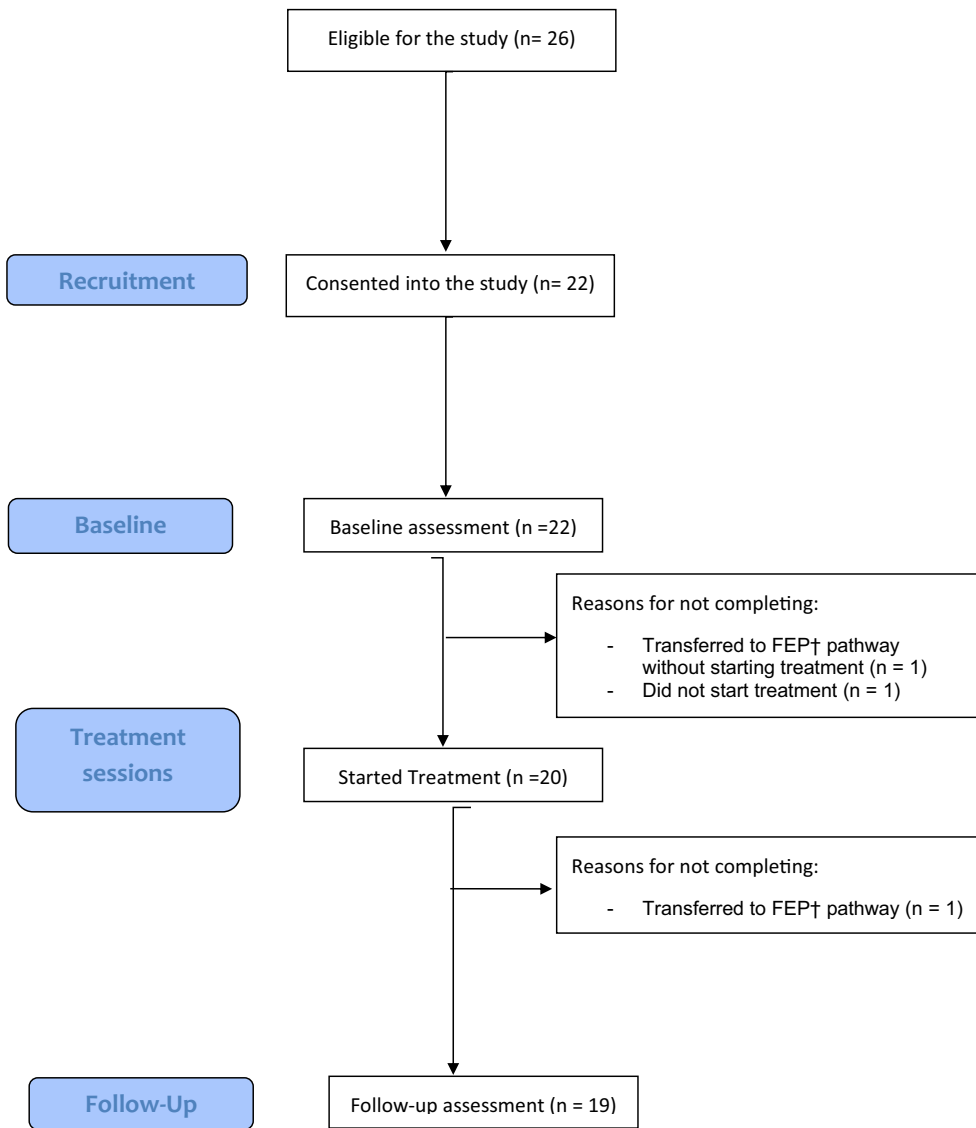 Eligible for the study (n= 26)
Recruitment
Consented into the study (n= 22)
Baseline
Baseline assessment (n =22)
Reasons for not completing:
- Transferred to FEP† pathway
without starting treatment (n = 1)
- Did not start treatment (n = 1)
Treatment
sessions
Started Treatment (n =20)
Reasons for not completing:
- Transferred to FEP† pathway (n = 1)
Follow-Up
Follow-up assessment (n = 19)